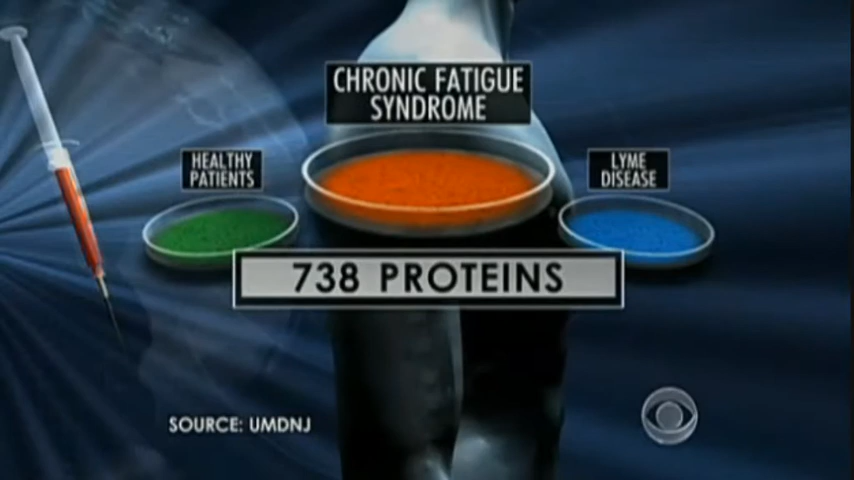 CHRONIC FATIGUE
SYNDROME
HEALTHY
PATIENTS
LYME
DISEASE
738 PROTEINS
SOURCE: UMDNJ